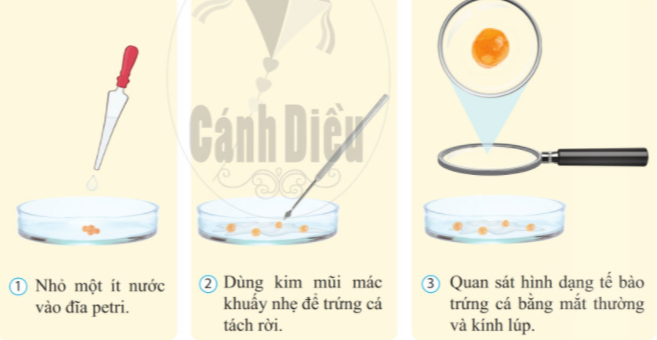 Cánh Diều
① Nhỏ một ít nước
vào đĩa petri.
② Dùng kim mũi mác
khuấy nhẹ để trứng cá
tách rời.
③ Quan sát hình dạng tế bào
trứng cá bằng mắt thường
và kính lúp.